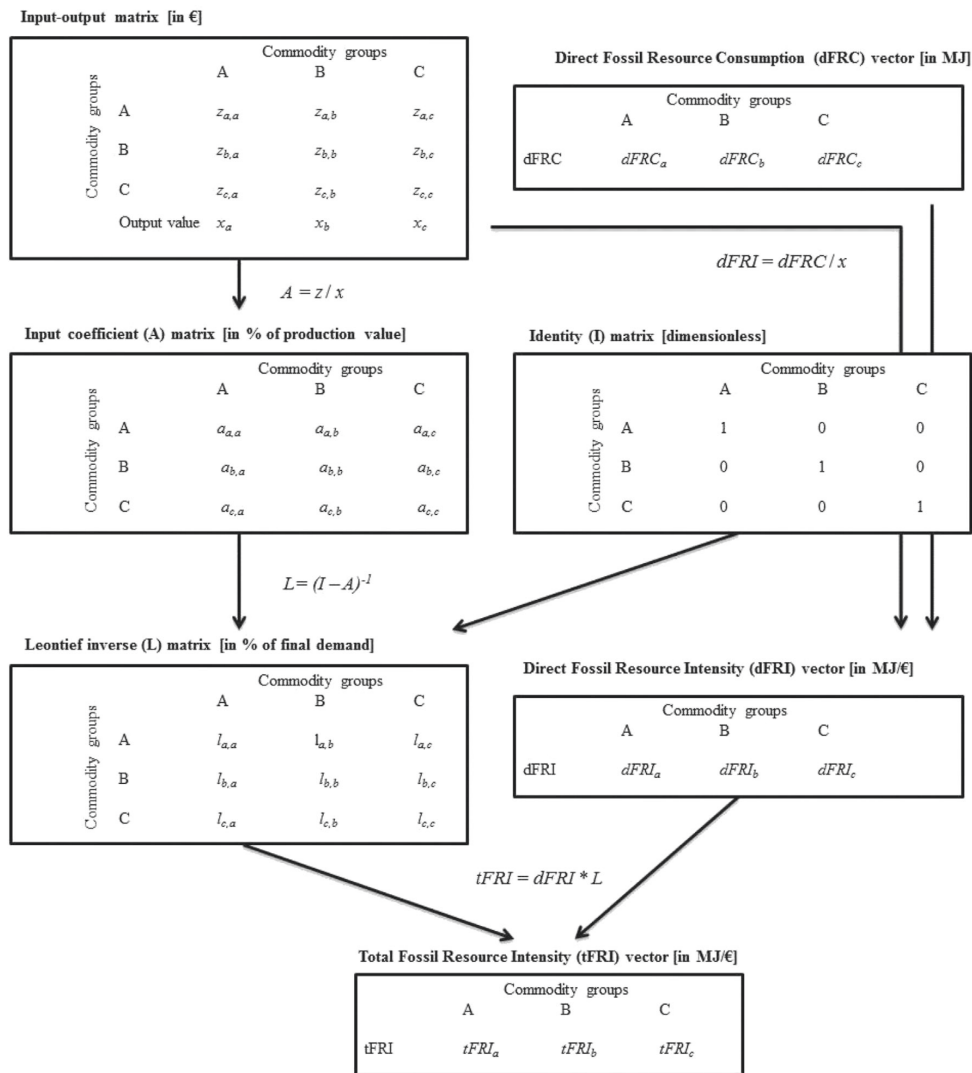 Input-output matrix [in €]
Commodity groups
A B C
Commodity groups
A z_{a,a} z_{a,b} z_{a,c}
B z_{b,a} z_{b,b} z_{b,c}
C z_{c,a} z_{c,b} z_{c,c}
Output value x_a x_b x_c
Direct Fossil Resource Consumption (dFRC) vector [in MJ]
Commodity groups
A B C
dFRC dFRC_a dFRC_b dFRC_c
A = z / x
dFRI = dFRC / x
Input coefficient (A) matrix [in % of production value]
Commodity groups
A B C
Commodity groups
A a_{a,a} a_{a,b} a_{a,c}
B a_{b,a} a_{b,b} a_{b,c}
C a_{c,a} a_{c,b} a_{c,c}
Identity (I) matrix [dimensionless]
Commodity groups
A B C
Commodity groups
A 1 0 0
B 0 1 0
C 0 0 1
L = (I – A)^{-1}
Leontief inverse (L) matrix [in % of final demand]
Commodity groups
A B C
Commodity groups
A l_{a,a} l_{a,b} l_{a,c}
B l_{b,a} l_{b,b} l_{b,c}
C l_{c,a} l_{c,b} l_{c,c}
Direct Fossil Resource Intensity (dFRI) vector [in MJ/€]
Commodity groups
A B C
dFRI dFRI_a dFRI_b dFRI_c
tFRI = dFRI * L
Total Fossil Resource Intensity (tFRI) vector [in MJ/€]
Commodity groups
A B C
tFRI tFRI_a tFRI_b tFRI_c